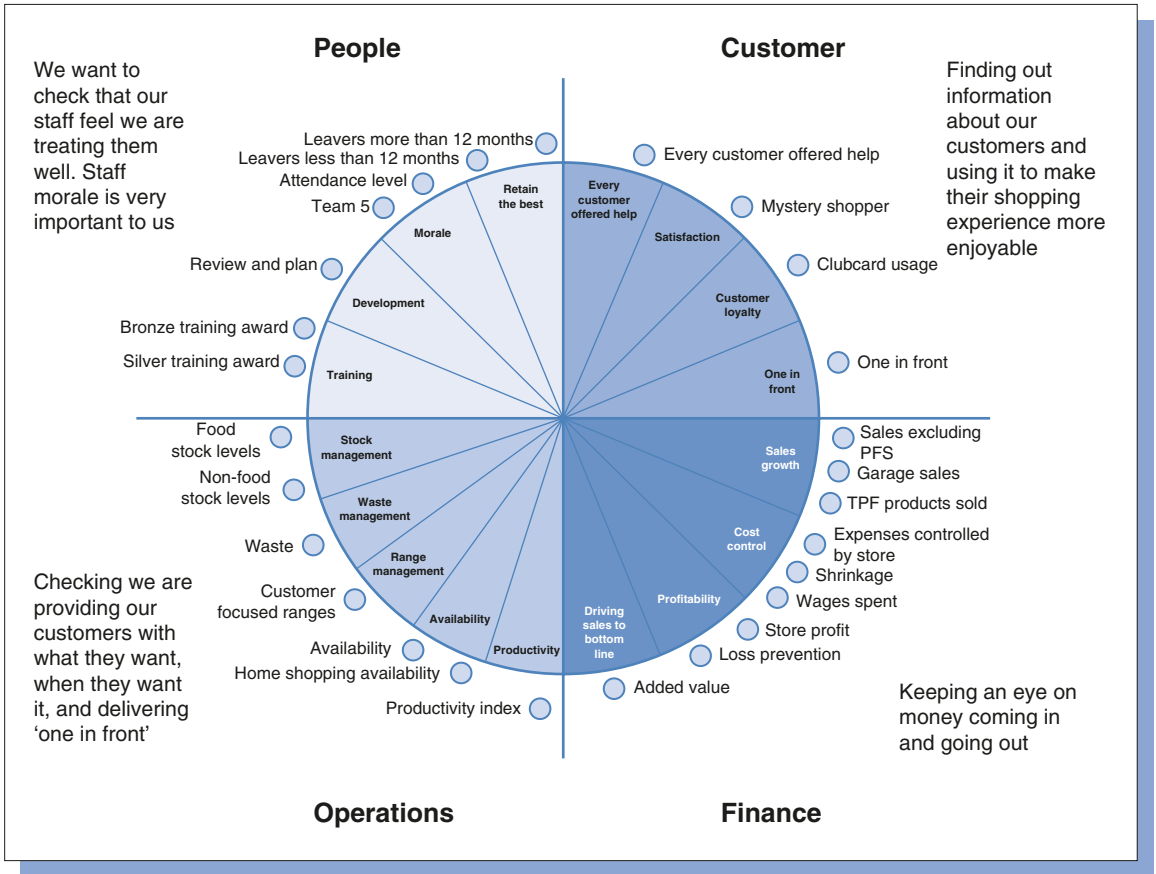 People
Customer
We want to
check that our
staff feel we are
treating them
well. Staff
morale is very
important to us
Finding out
information
about our
customers and
using it to make
their shopping
experience more
enjoyable
Leavers more than 12 months
Leavers less than 12 months
Attendance level
Team 5
Review and plan
Bronze training award
Silver training award
Retain
the best
Morale
Development
Training
Every
customer
offered help
Satisfaction
Customer
loyalty
One in
front
Every customer offered help
Mystery shopper
Clubcard usage
One in front
Food
stock levels
Non-food
stock levels
Waste
Customer
focused ranges
Availability
Home shopping availability
Productivity index
Stock
management
Waste
management
Range
management
Availability
Productivity
Sales
growth
Cost
control
Profitability
Driving
sales to
bottom
line
Sales excluding
PFS
Garage sales
TPF products sold
Expenses controlled
by store
Shrinkage
Wages spent
Store profit
Loss prevention
Added value
Checking we are
providing our
customers with
what they want,
when they want
it, and delivering
‘one in front’
Keeping an eye on
money coming in
and going out
Operations
Finance